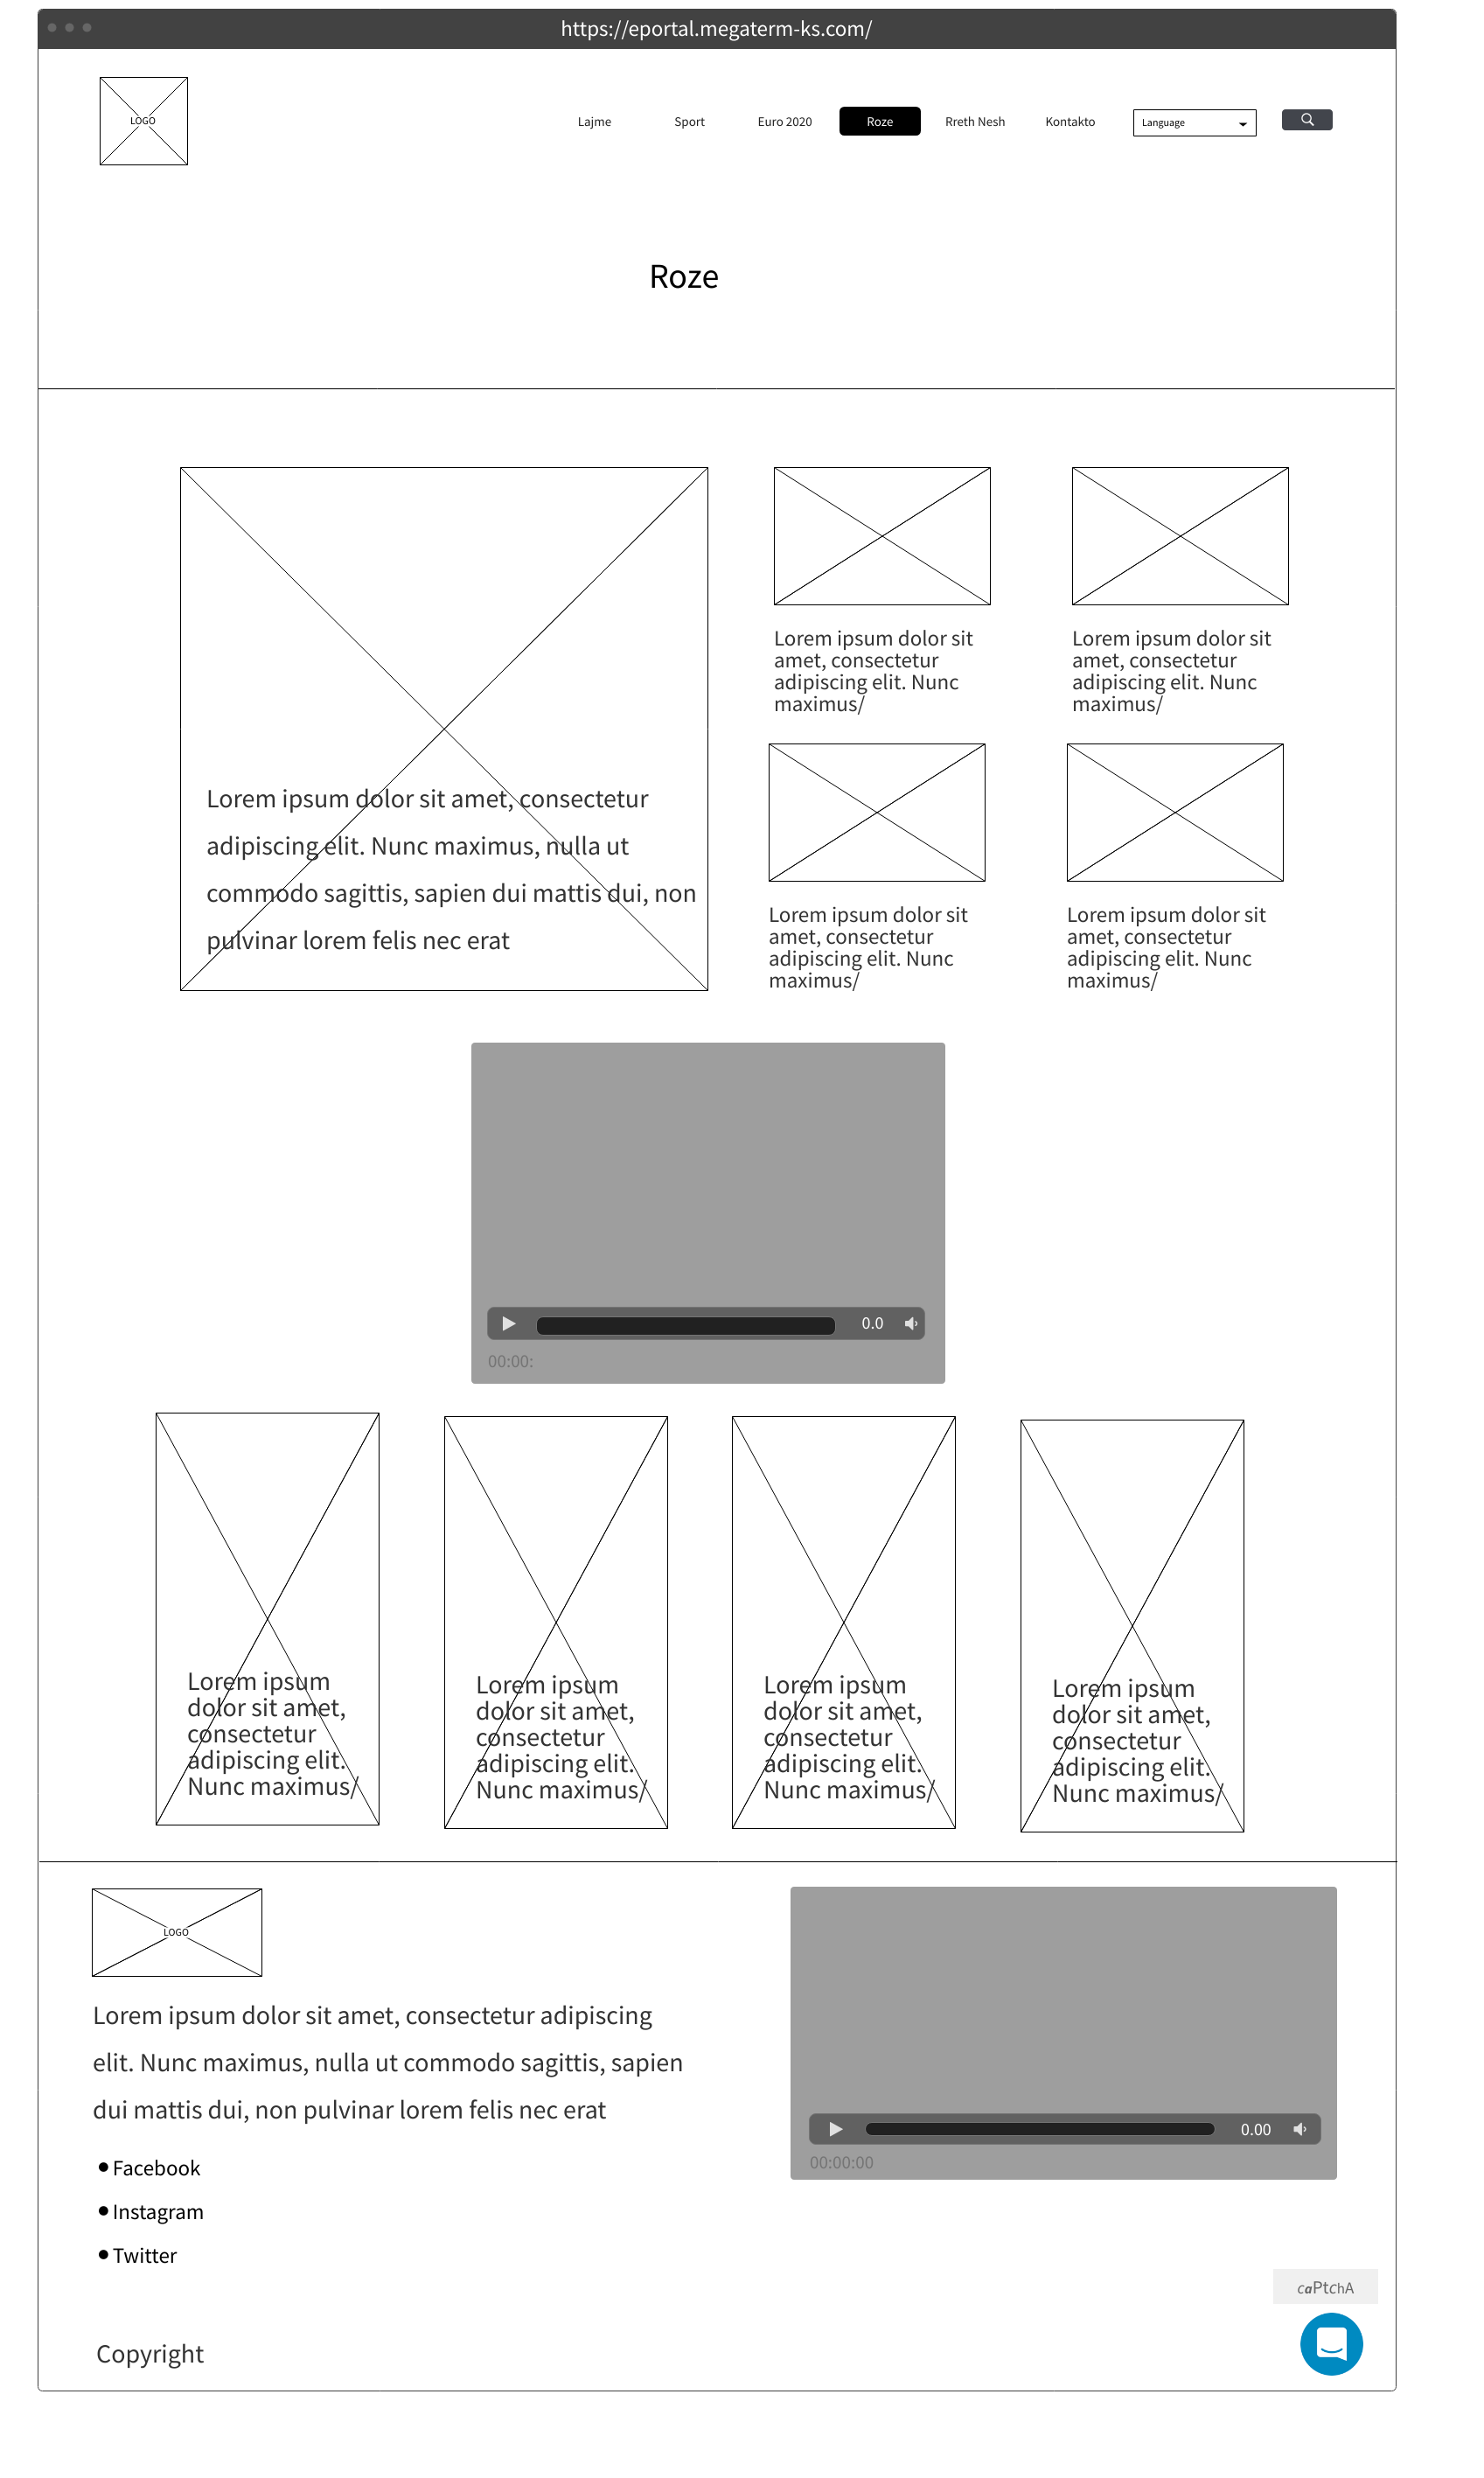 https://eportal.megaterm-ks.com/
LOGO
Lajme
Sport
Euro 2020
Roze
Rreth Nesh
Kontakto
Language
Roze
Lorem ipsum dolor sit amet, consectetur
adipiscing elit. Nunc maximus, nulla ut
commodo sagittis, sapien dui mattis dui, non
pulvinar lorem felis nec erat
Lorem ipsum dolor sit
amet, consectetur
adipiscing elit. Nunc
maximus/
Lorem ipsum dolor sit
amet, consectetur
adipiscing elit. Nunc
maximus/
Lorem ipsum dolor sit
amet, consectetur
adipiscing elit. Nunc
maximus/
Lorem ipsum dolor sit
amet, consectetur
adipiscing elit. Nunc
maximus/
0.0
00:00:
Lorem ipsum
dolor sit amet,
consectetur
adipiscing elit.
Nunc maximus/
Lorem ipsum
dolor sit amet,
consectetur
adipiscing elit.
Nunc maximus/
Lorem ipsum
dolor sit amet,
consectetur
adipiscing elit.
Nunc maximus/
Lorem ipsum
dolor sit amet,
consectetur
adipiscing elit.
Nunc maximus/
LOGO
Lorem ipsum dolor sit amet, consectetur adipiscing
elit. Nunc maximus, nulla ut commodo sagittis, sapien
dui mattis dui, non pulvinar lorem felis nec erat
Facebook
Instagram
Twitter
0.00
00:00:00
caPtchA
Copyright